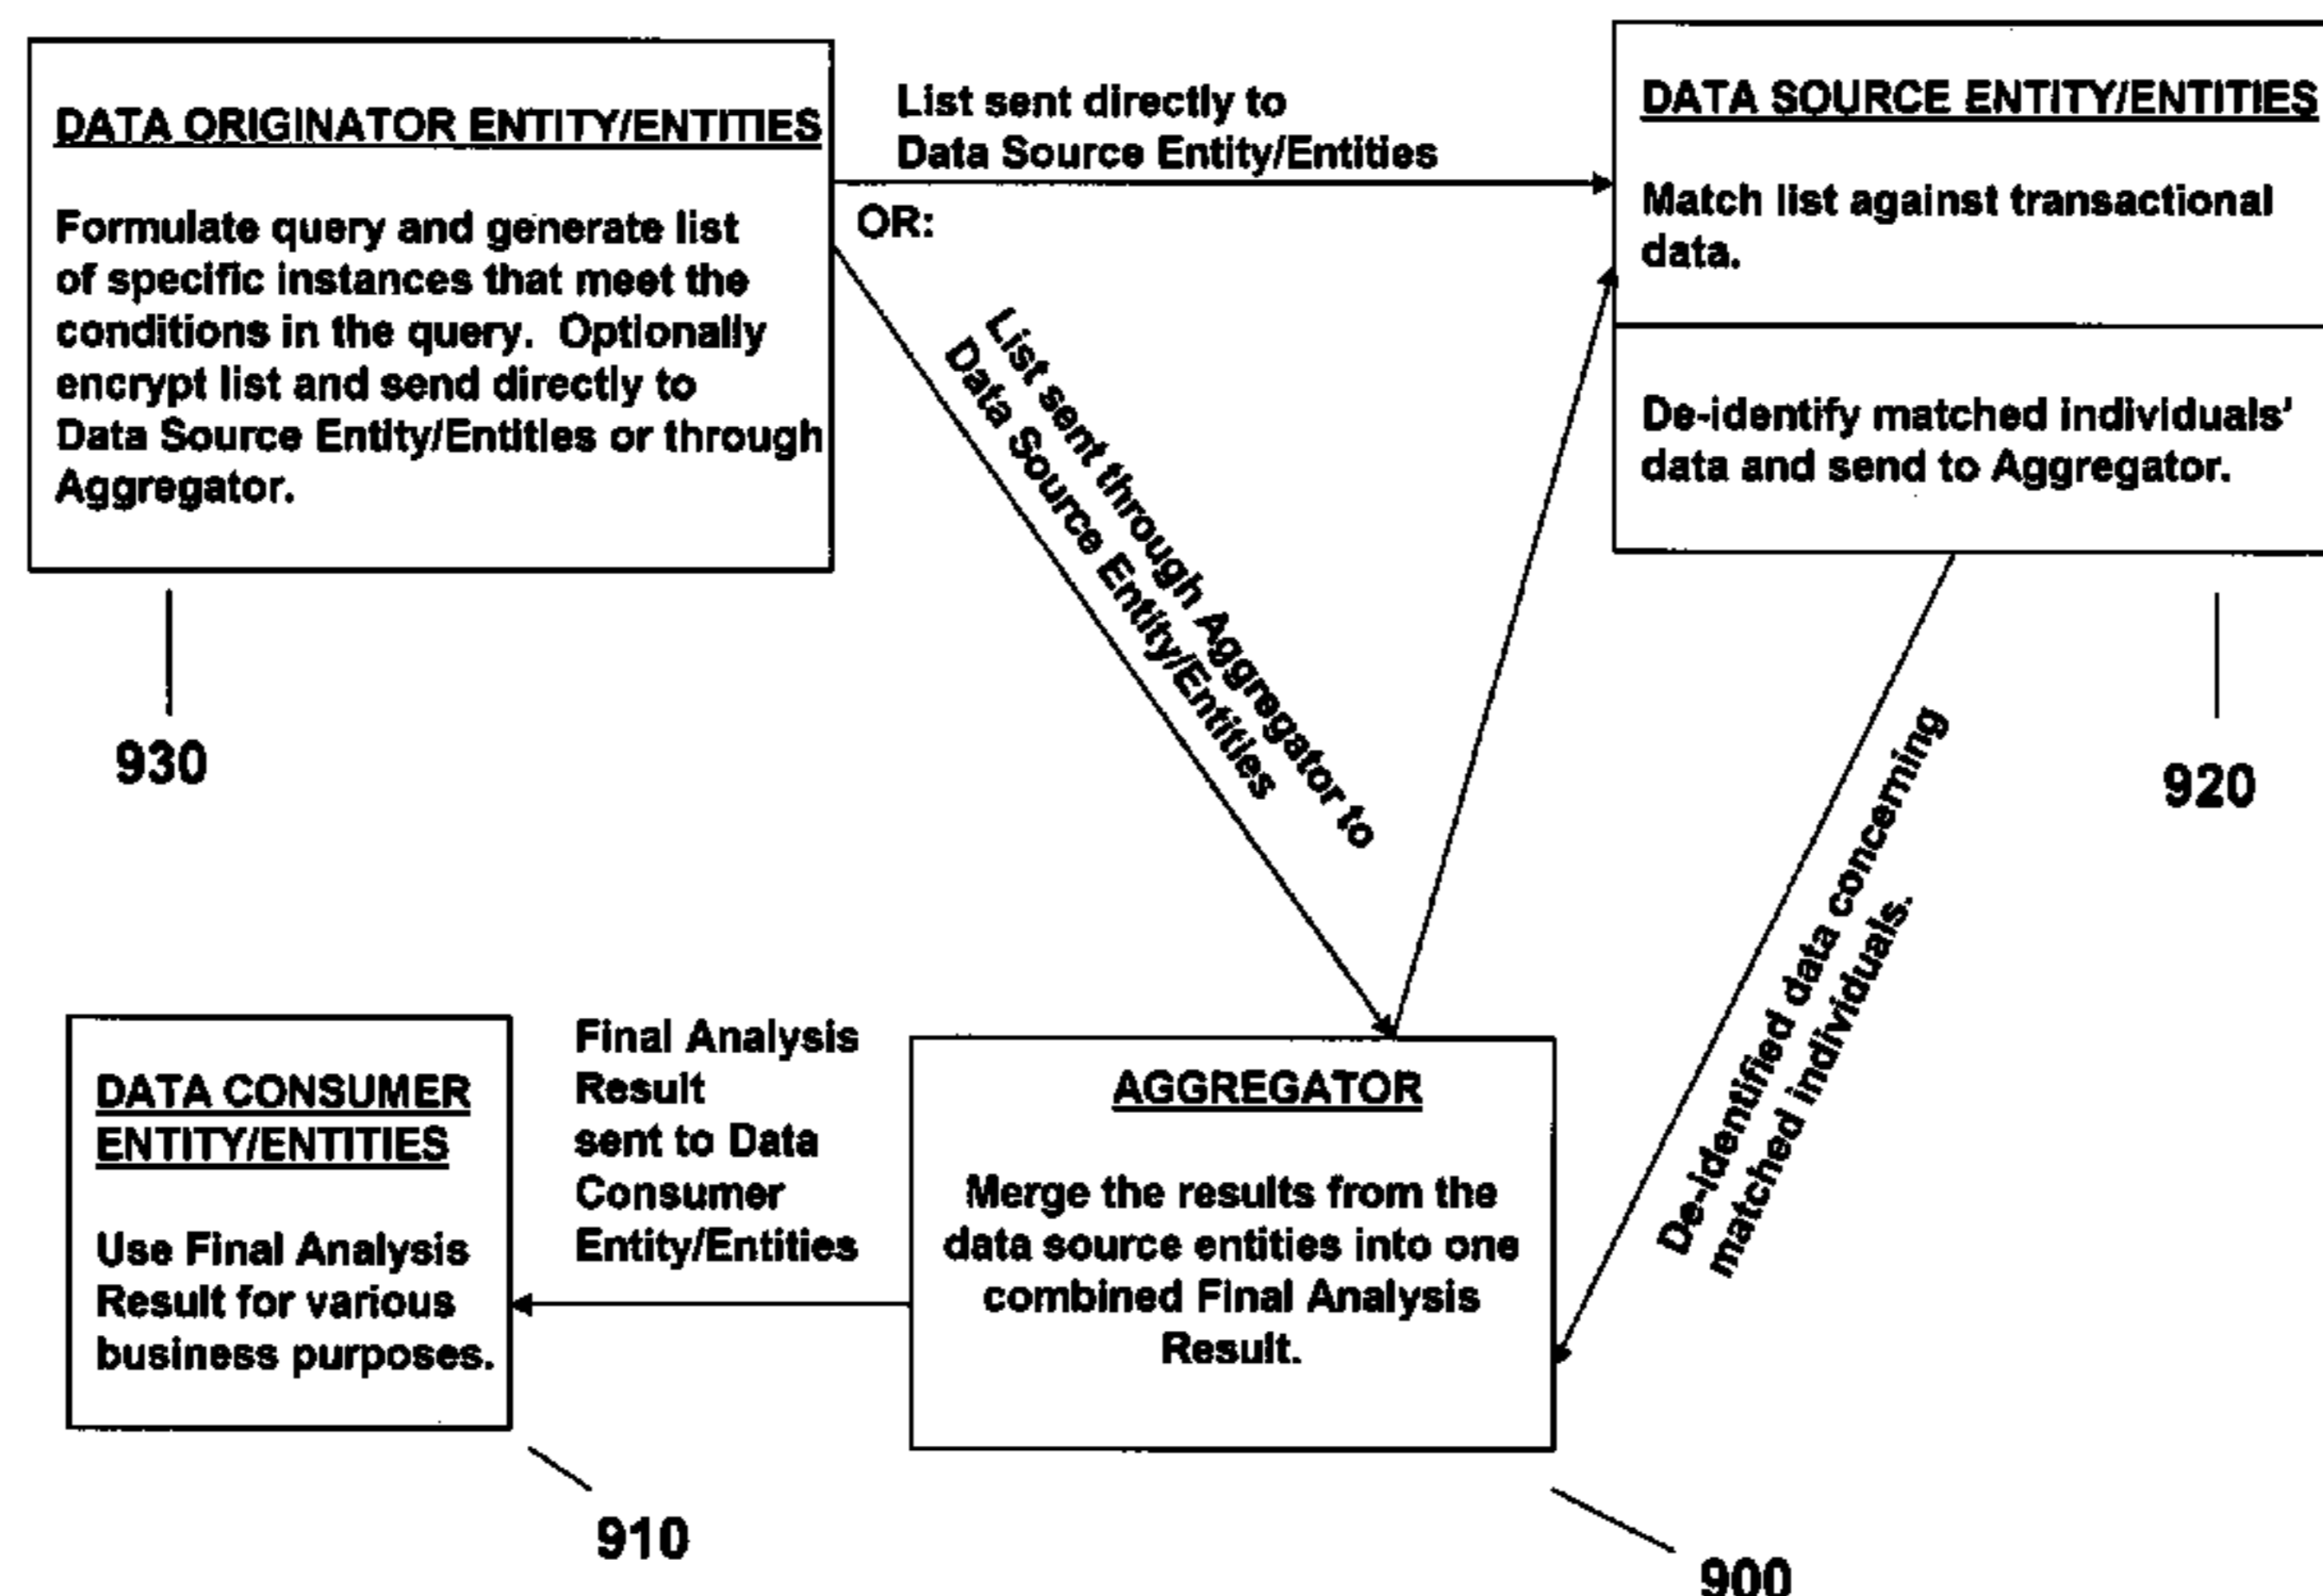 DATA ORIGINATOR ENTITY/ENTITIES
Formulate query and generate list
of specific instances that meet the
conditions in the query. Optionally
encrypt list and send directly to
Data Source Entity/Entities or through
Aggregator.
930
List sent directly to
Data Source Entity/Entities
OR:
List sent through Aggregator to
Data Source Entity/Entities
DATA SOURCE ENTITY/ENTITIES
Match list against transactional
data.
De-identify matched individuals'
data and send to Aggregator.
920
De-identified data concerning
matched individuals.
DATA CONSUMER
ENTITY/ENTITIES
Use Final Analysis
Result for various
business purposes.
910
Final Analysis
Result
sent to Data
Consumer
Entity/Entities
AGGREGATOR
Merge the results from the
data source entities into one
combined Final Analysis
Result.
900